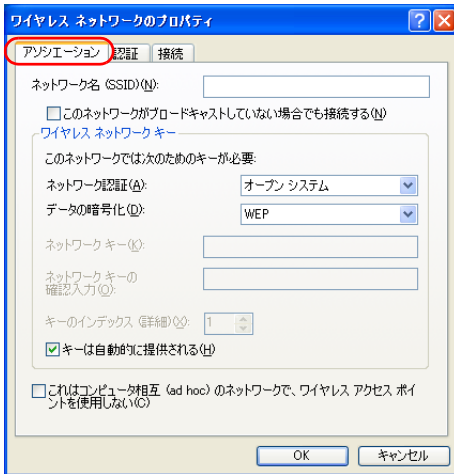 ワイヤレス ネットワークのプロパティ
アソシエーション 認証 接続
ネットワーク名 (SSID)(N):
このネットワークがブロードキャストしていない場合でも接続する(N)
ワイヤレス ネットワーク キー
このネットワークでは次のためのキーが必要:
ネットワーク認証(A): オープン システム
データの暗号化(D): WEP
ネットワーク キー(K):
ネットワーク キーの
確認入力(O):
キーのインデックス (詳細)(X): 1
キーは自動的に提供される(H)
これはコンピュータ相互 (ad hoc) のネットワークで、ワイヤレス アクセス ポイ
ントを使用しない(C)
OK キャンセル